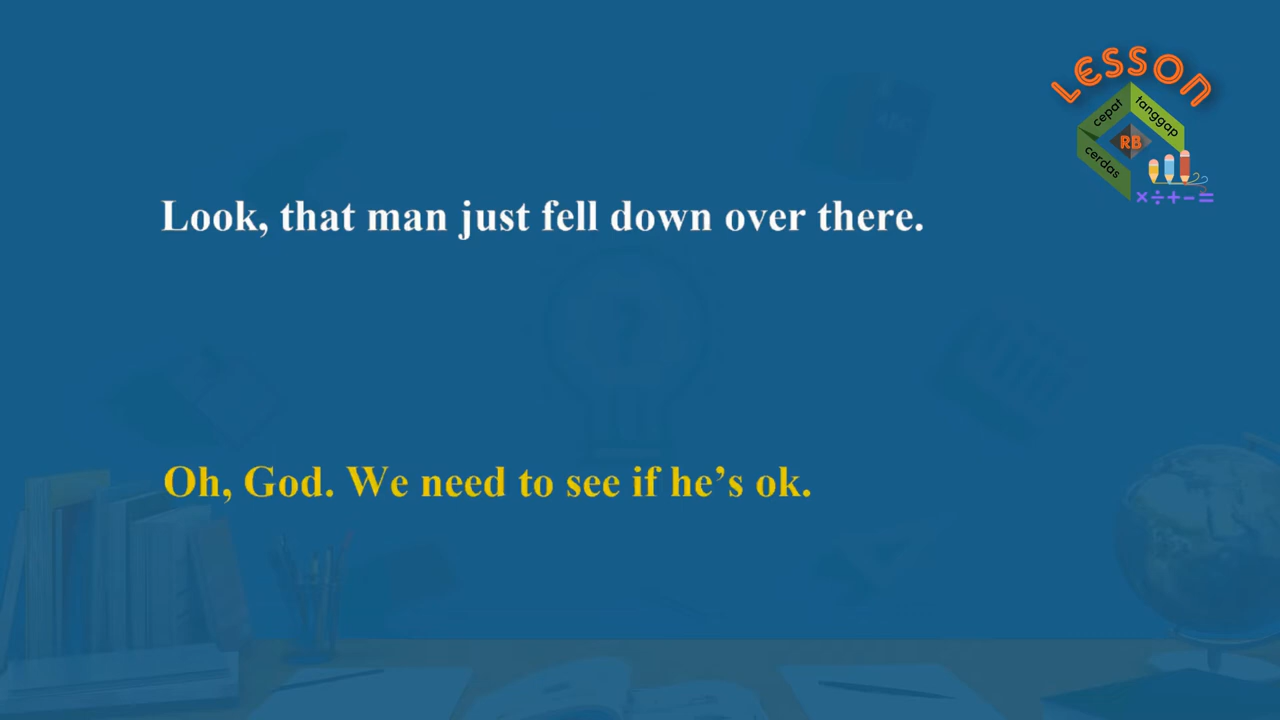 LESSON
cepat
tanggap
RB
cerdas
×÷+−=
Look, that man just fell down over there.
Oh, God. We need to see if he’s ok.